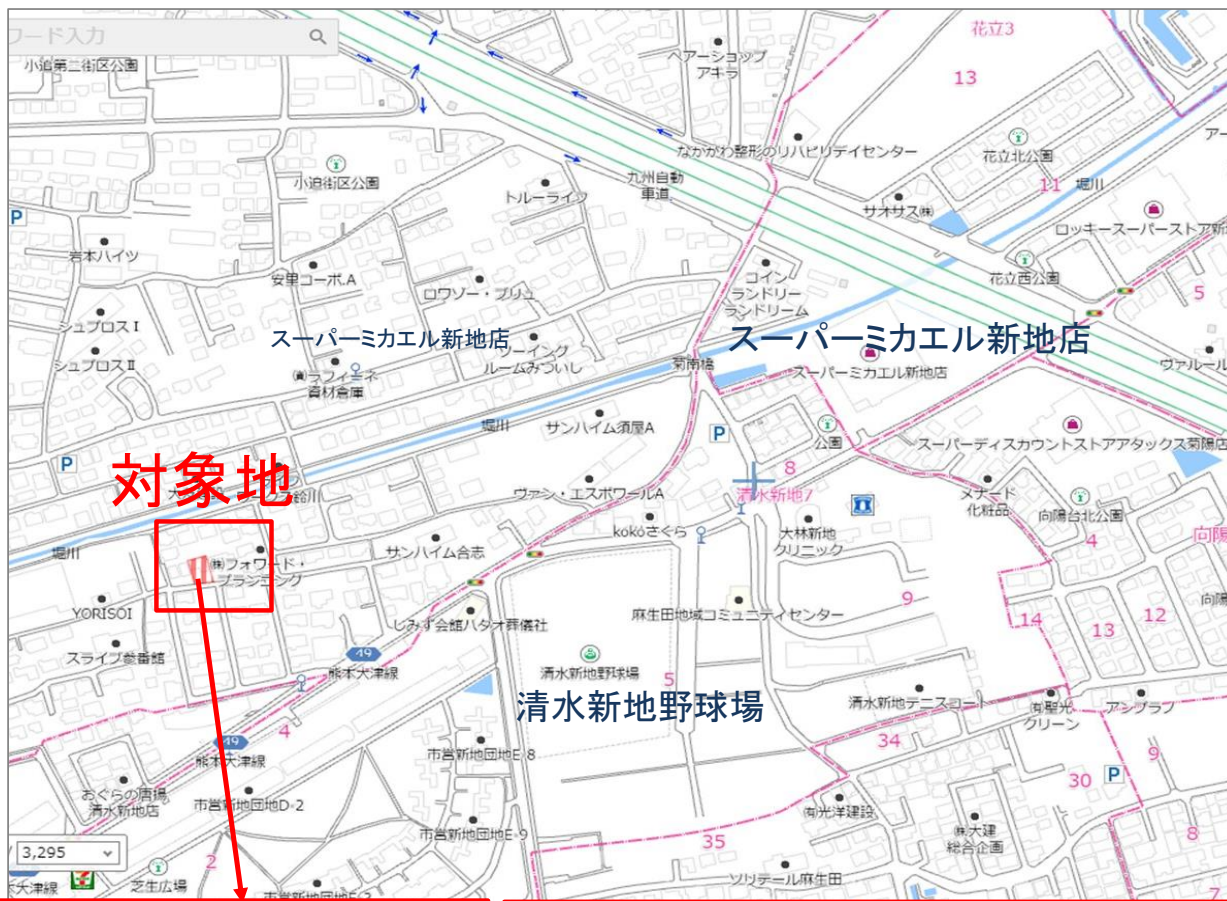 フード入力
小迫第二街区公園
ヘアーショップ
アキラ
花立3
13
なかがわ整形のリハビリデイセンター
花立北公園
小迫街区公園
九州自動
車道
トルーライフ
11
堀川
サオサス㈱
P
ロッキースーパーストア新
岩本ハイツ
安里コーポ.A
ロワゾー・ブリュ
コイン
ランドリー
ランドリーム
花立西公園
5
シュプロスⅠ
スーパーミカエル新地店
スーパーミカエル新地店
シュプロスⅡ
㈲ラフィーネ
資材倉庫
ソーイング
ルームみついし
菊南橋
スーパーミカエル新地店
ヴァルール
堀川
サンハイム須屋A
P
公園
スーパーディスカウントストアアタックス菊陽店
P
対象地
鈴川
8
清水新地7
ヴァン・エスポワールA
メナード
化粧品
向陽台北公園
kokoさくら
大林新地
クリニック
4
向陽
堀川
㈱フォワード・
プランニング
サンハイム合志
YORISOI
しみず会館ハタオ葬儀社
麻生田地域コミュニティセンター
9
14
13
12
向陽
スライブ参番館
49
熊本大津線
清水新地野球場
5
清水新地野球場
清水新地テニスコート
㈲聖光
クリーン
アンプラブ
4
49
熊本大津線
市営新地団地E-8
34
9
30
P
おぐらの唐揚
清水新地店
市営新地団地D-2
㈲光洋建設
市営新地団地E-9
㈱大建
総合企画
8
35
3,295
2
大津線
芝生広場
ソリテール麻生田
7